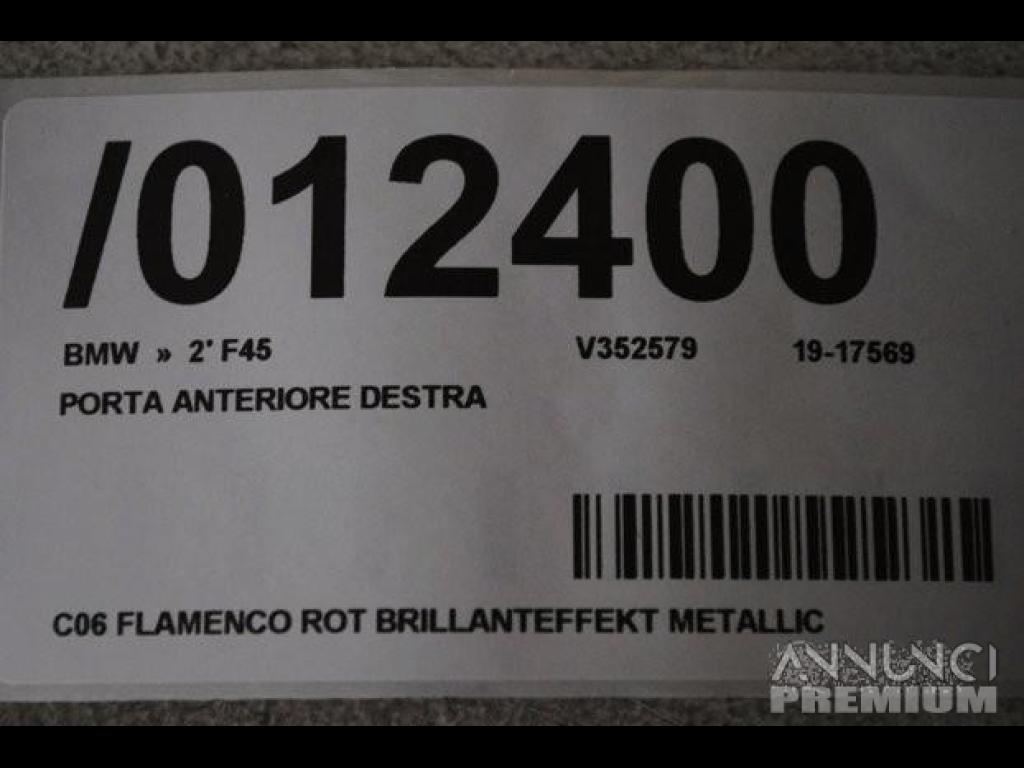 /012400
BMW » 2* F45 V352579 19-17569
PORTA ANTERIORE DESTRA
C06 FLAMENCO ROT BRILLANTEFFEKT METALLIC
ANNUNCI
PREMIUM